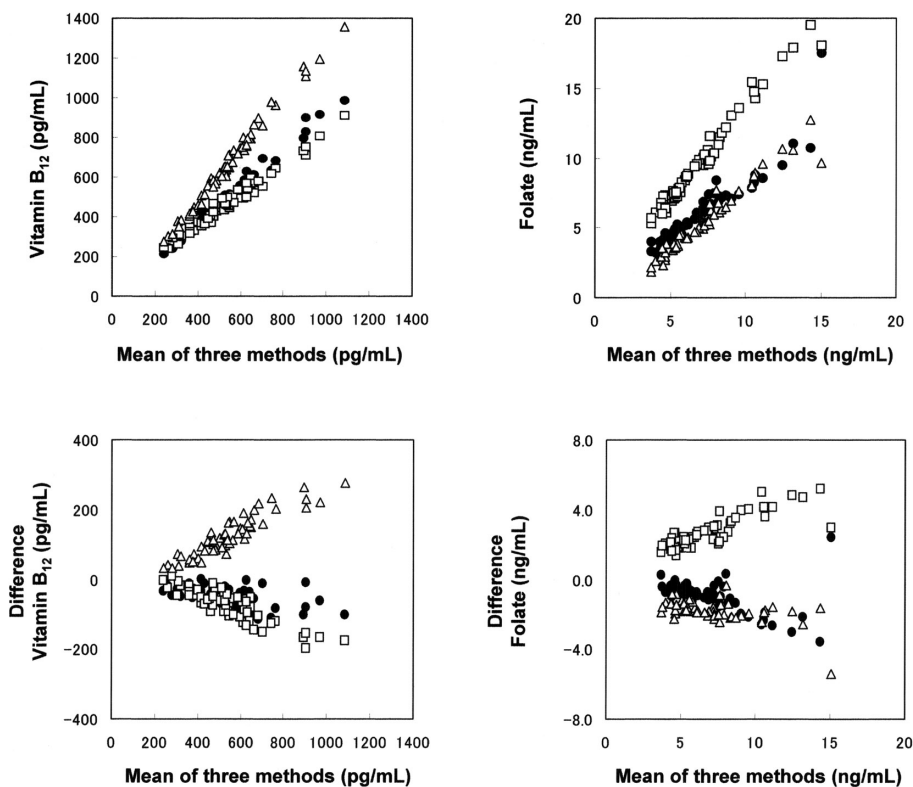 1400
1200
1000
800
600
400
200
0
Vitamin B12 (pg/mL)
0 200 400 600 800 1000 1200 1400
Mean of three methods (pg/mL)
20
15
10
5
0
Folate (ng/mL)
0 5 10 15 20
Mean of three methods (ng/mL)
400
200
0
−200
−400
Difference
Vitamin B12 (pg/mL)
0 200 400 600 800 1000 1200 1400
Mean of three methods (pg/mL)
8.0
4.0
0.0
−4.0
−8.0
Difference
Folate (ng/mL)
0 5 10 15 20
Mean of three methods (ng/mL)